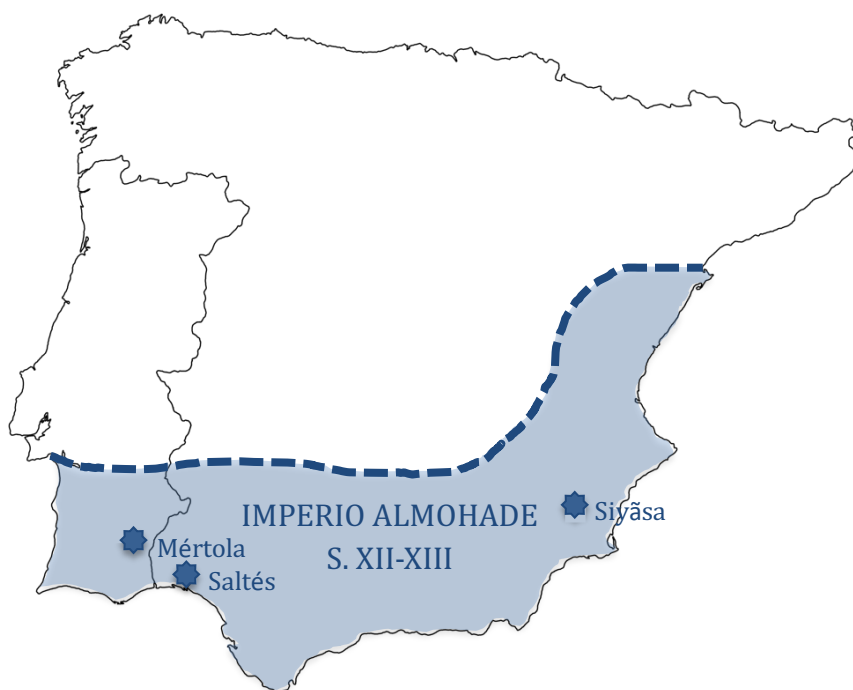 IMPERIO ALMOHADE
S. XII-XIII
Siyãsa
Mértola
Saltés